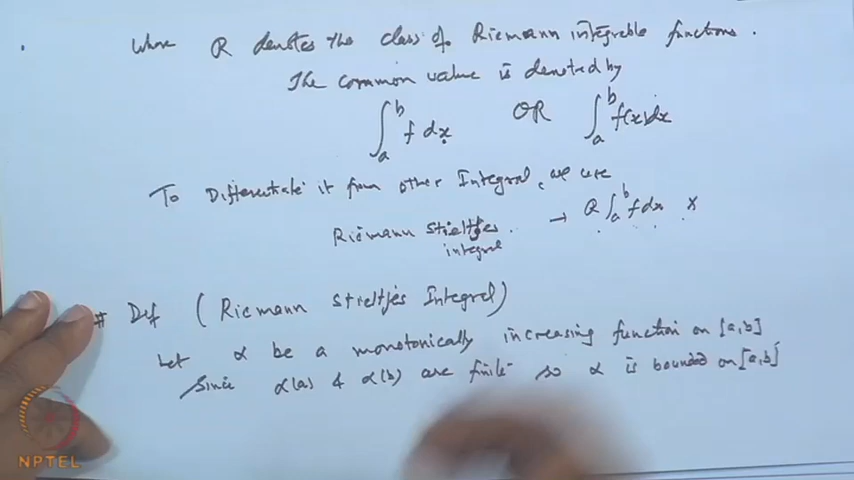 where R denotes the class of Riemann integrable functions.
The common value is denoted by
∫_a^b f dx OR ∫_a^b f(x)dx
To Differentiate it from other Integral, we use
Riemann Stieltjes integral. → R∫_a^b f dx x
# Def (Riemann Stieltjes Integral)
Let α be a monotonically increasing function on [a,b]
Since α(a) & α(b) are finite so α is bounded on [a,b]
NPTEL